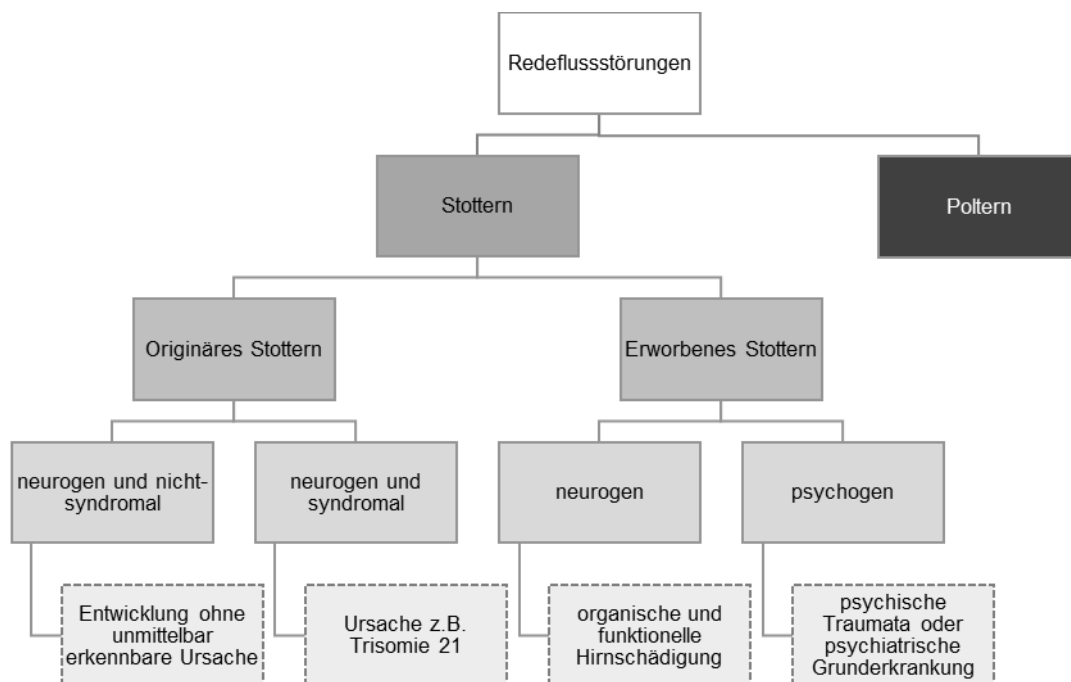 Redeflussstörungen
Stottern
Poltern
Originäres Stottern
Erworbenes Stottern
neurogen und nicht-
syndromal
neurogen und
syndromal
neurogen
psychogen
Entwicklung ohne
unmittelbar
erkennbare Ursache
Ursache z.B.
Trisomie 21
organische und
funktionelle
Hirnschädigung
psychische
Traumata oder
psychiatrische
Grunderkrankung